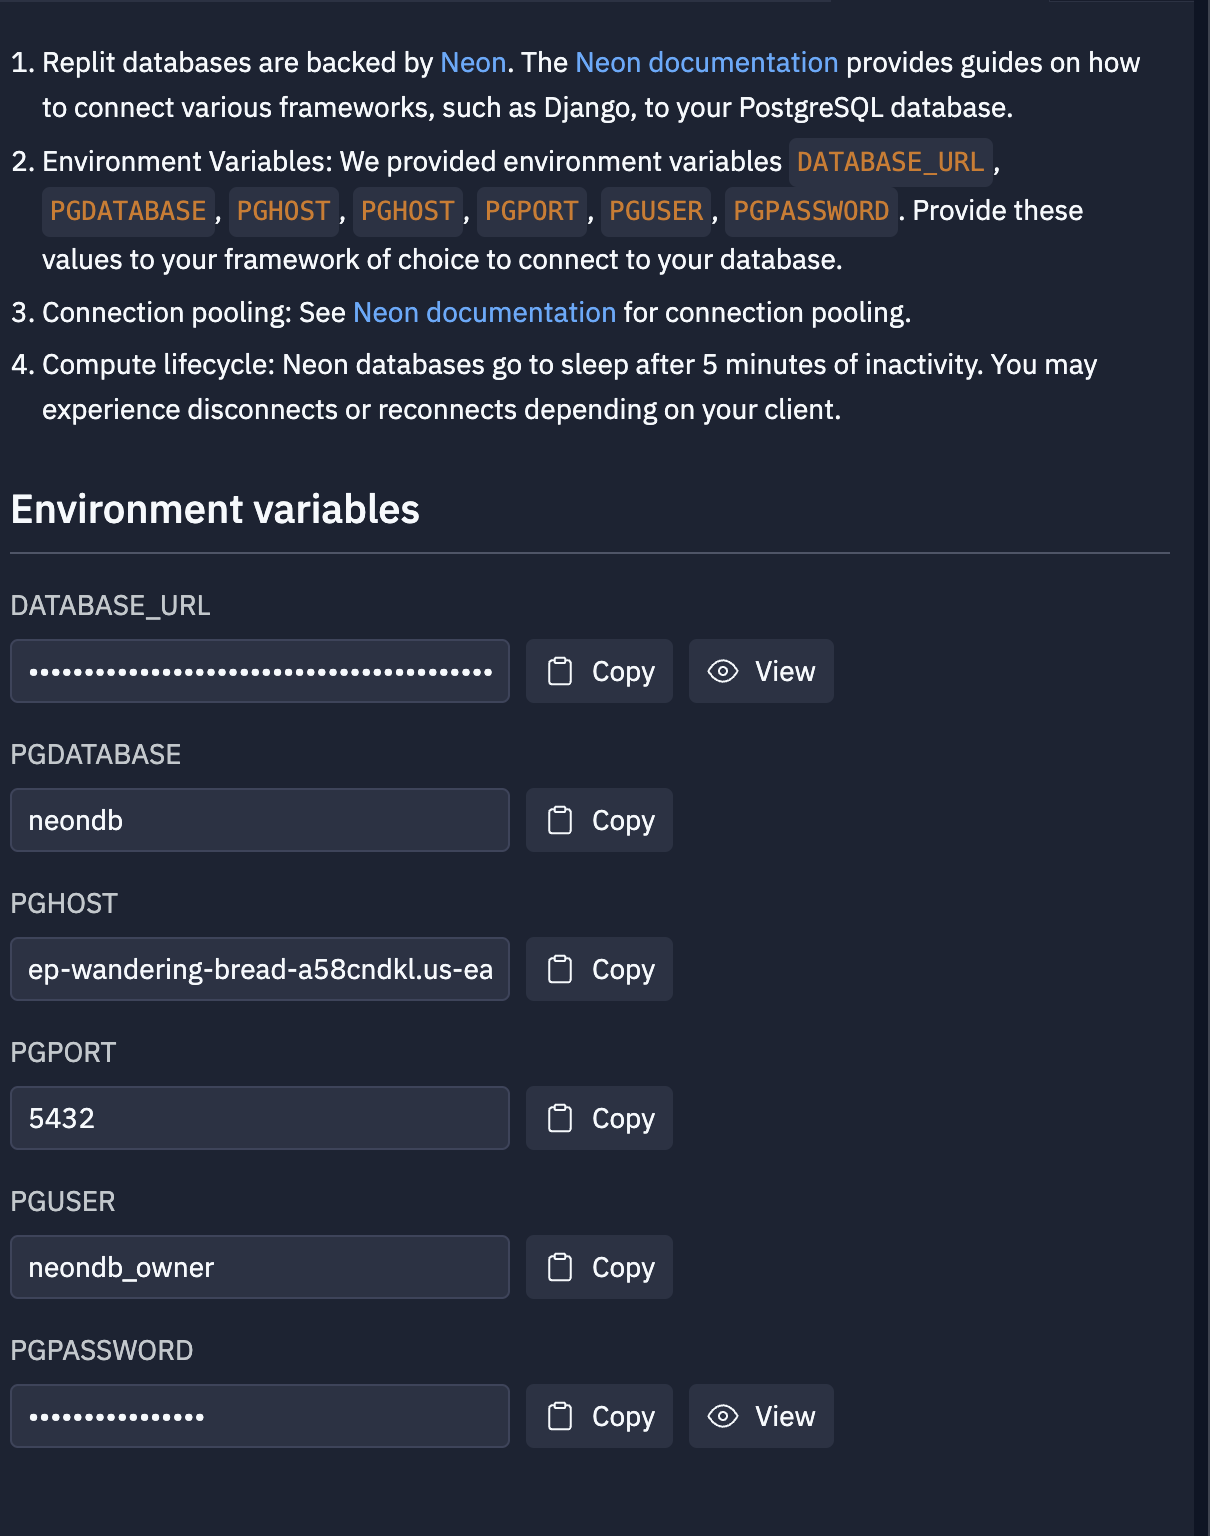 1. Replit databases are backed by Neon. The Neon documentation provides guides on how
to connect various frameworks, such as Django, to your PostgreSQL database.
2. Environment Variables: We provided environment variables DATABASE_URL,
PGDATABASE, PGHOST, PGHOST, PGPORT, PGUSER, PGPASSWORD. Provide these
values to your framework of choice to connect to your database.
3. Connection pooling: See Neon documentation for connection pooling.
4. Compute lifecycle: Neon databases go to sleep after 5 minutes of inactivity. You may
experience disconnects or reconnects depending on your client.
Environment variables
DATABASE_URL
•••••••••••••••••••••••••••••••••••••••••• Copy View
PGDATABASE
neondb Copy
PGHOST
ep-wandering-bread-a58cndkl.us-ea Copy
PGPORT
5432 Copy
PGUSER
neondb_owner Copy
PGPASSWORD
•••••••••••••••• Copy View